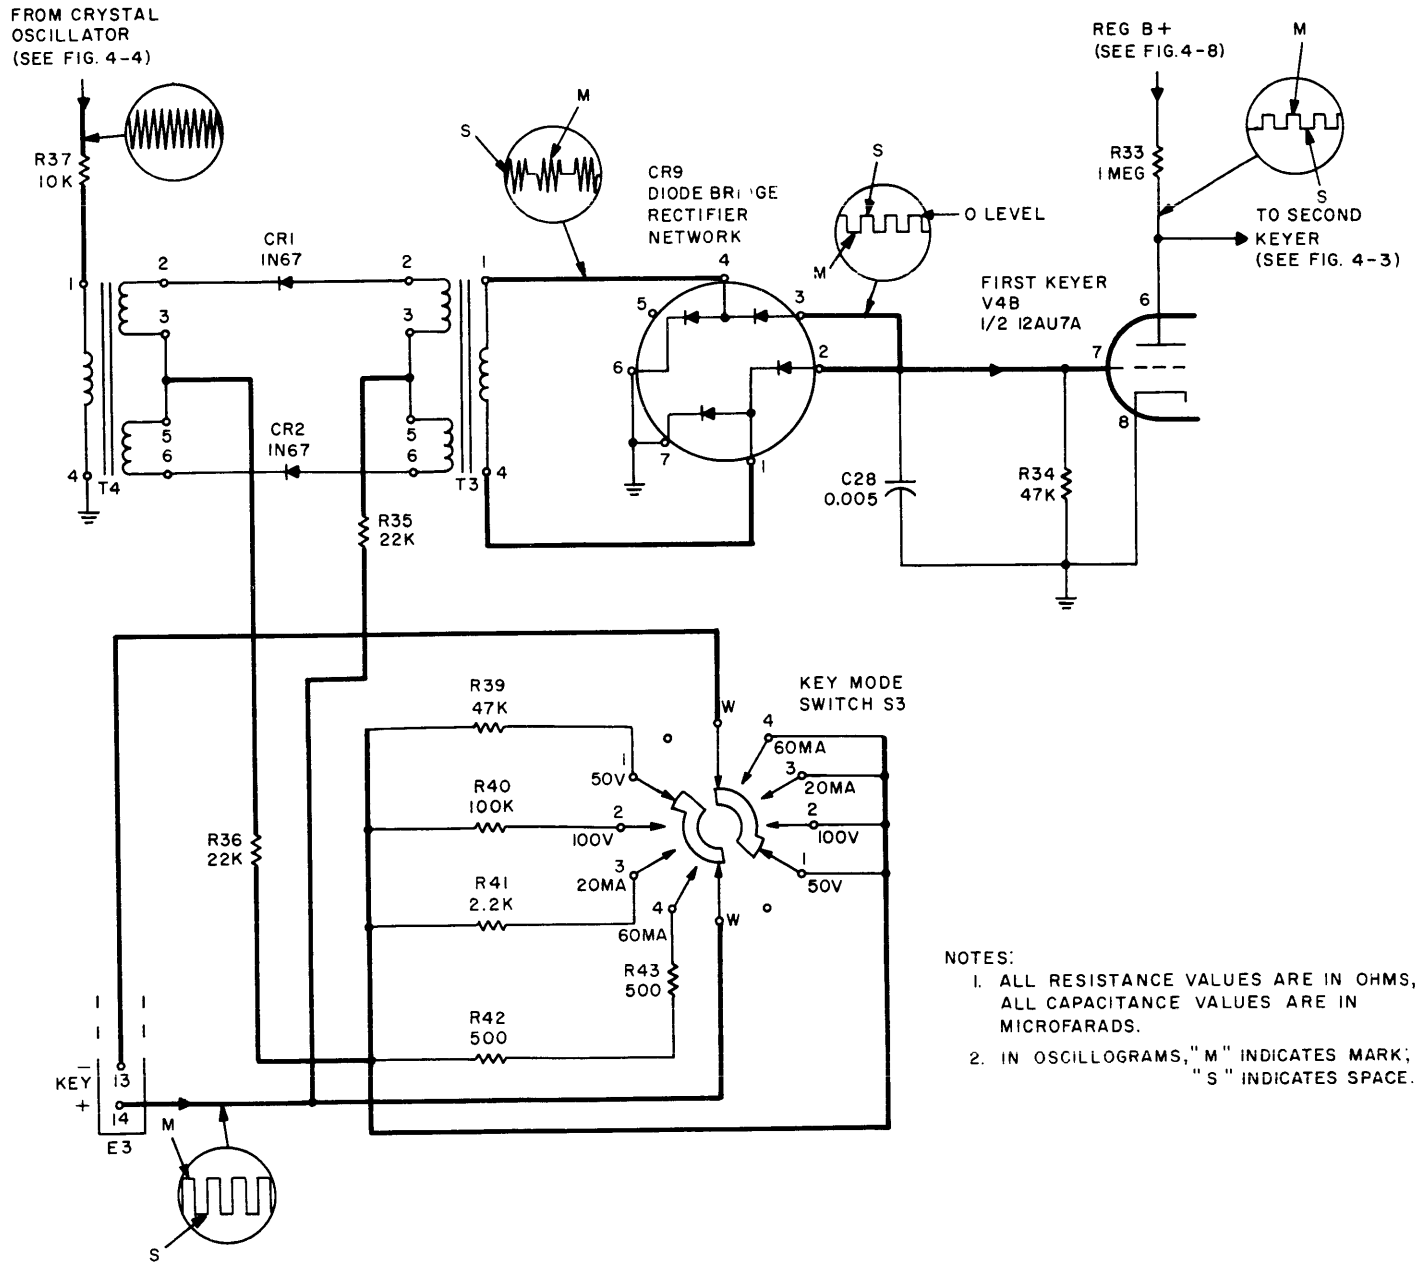 FROM CRYSTAL
OSCILLATOR
(SEE FIG. 4-4)
R37
10K
S
M
CR9
DIODE BRIDGE
RECTIFIER
NETWORK
S
M
O LEVEL
REG B+
(SEE FIG. 4-8)
M
R33
1 MEG
S
TO SECOND
KEYER
(SEE FIG. 4-3)
FIRST KEYER
V4B
1/2 12AU7A
6
7
8
CR1
1N67
1
2
3
5
6
4
T4
CR2
1N67
2
3
5
6
1
4
T3
4
5
3
6
2
7
1
C28
0.005
R34
47K
R35
22K
R36
22K
R39
47K
R40
100K
R41
2.2K
R42
500
R43
500
KEY MODE
SWITCH S3
W
4
60MA
3
20MA
2
100V
1
50V
1
50V
2
100V
3
20MA
4
60MA
W
-
13
KEY
+
14
E3
M
S
NOTES:
1. ALL RESISTANCE VALUES ARE IN OHMS,
ALL CAPACITANCE VALUES ARE IN
MICROFARADS.
2. IN OSCILLOGRAMS, "M" INDICATES MARK;
"S" INDICATES SPACE.